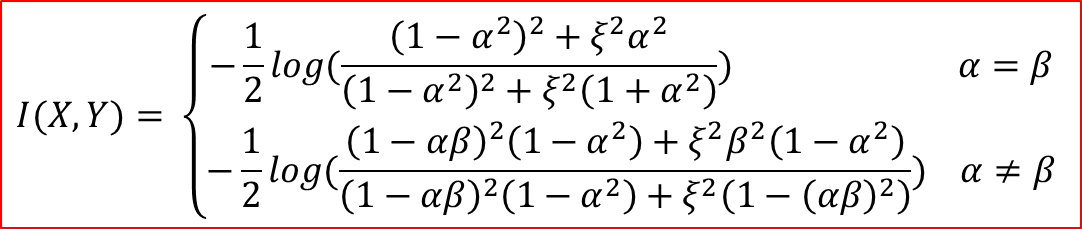 I(X, Y) = { −1/2 log((1 − α²)² + ξ²α² / (1 − α²)² + ξ²(1 + α²)) α = β
−1/2 log((1 − αβ)²(1 − α²) + ξ²β²(1 − α²) / (1 − αβ)²(1 − α²) + ξ²(1 − (αβ)²)) α ≠ β